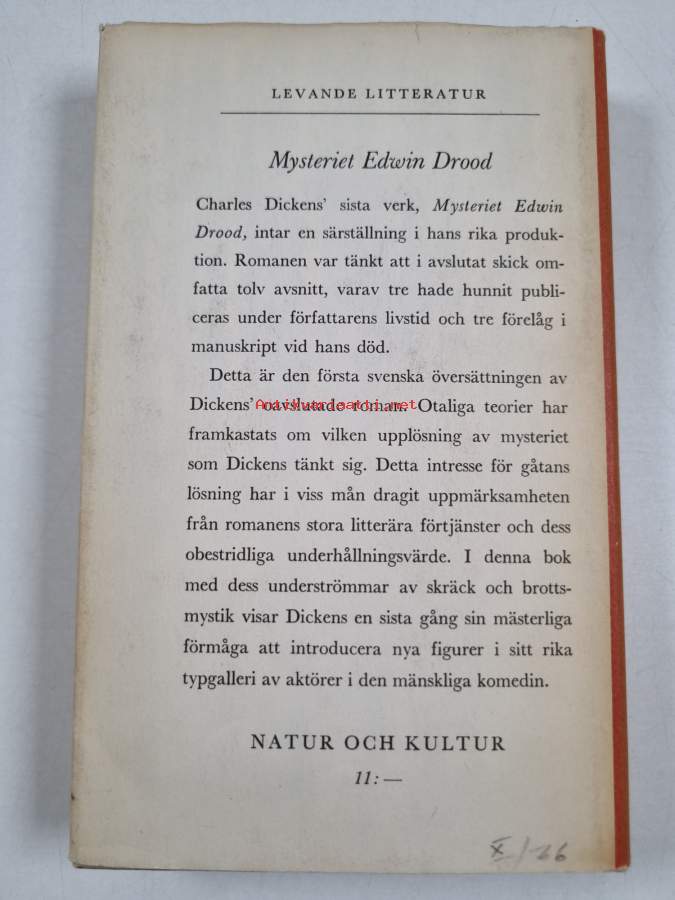 LEVANDE LITTERATUR
Mysteriet Edwin Drood
Charles Dickens' sista verk, Mysteriet Edwin
Drood, intar en särställning i hans rika produk-
tion. Romanen var tänkt att i avslutat skick om-
fatta tolv avsnitt, varav tre hade hunnit publi-
ceras under författarens livstid och tre förelåg i
manuskript vid hans död.
Detta är den första svenska översättningen av
Dickens' oavslutade roman. Otaliga teorier har
framkastats om vilken upplösning av mysteriet
som Dickens tänkt sig. Detta intresse för gåtans
lösning har i viss mån dragit uppmärksamheten
från romanens stora litterära förtjänster och dess
obestridliga underhållningsvärde. I denna bok
med dess underströmmar av skräck och brotts-
mystik visar Dickens en sista gång sin mästerliga
förmåga att introducera nya figurer i sitt rika
typgalleri av aktörer i den mänskliga komedin.
NATUR OCH KULTUR
11:—
X/-66